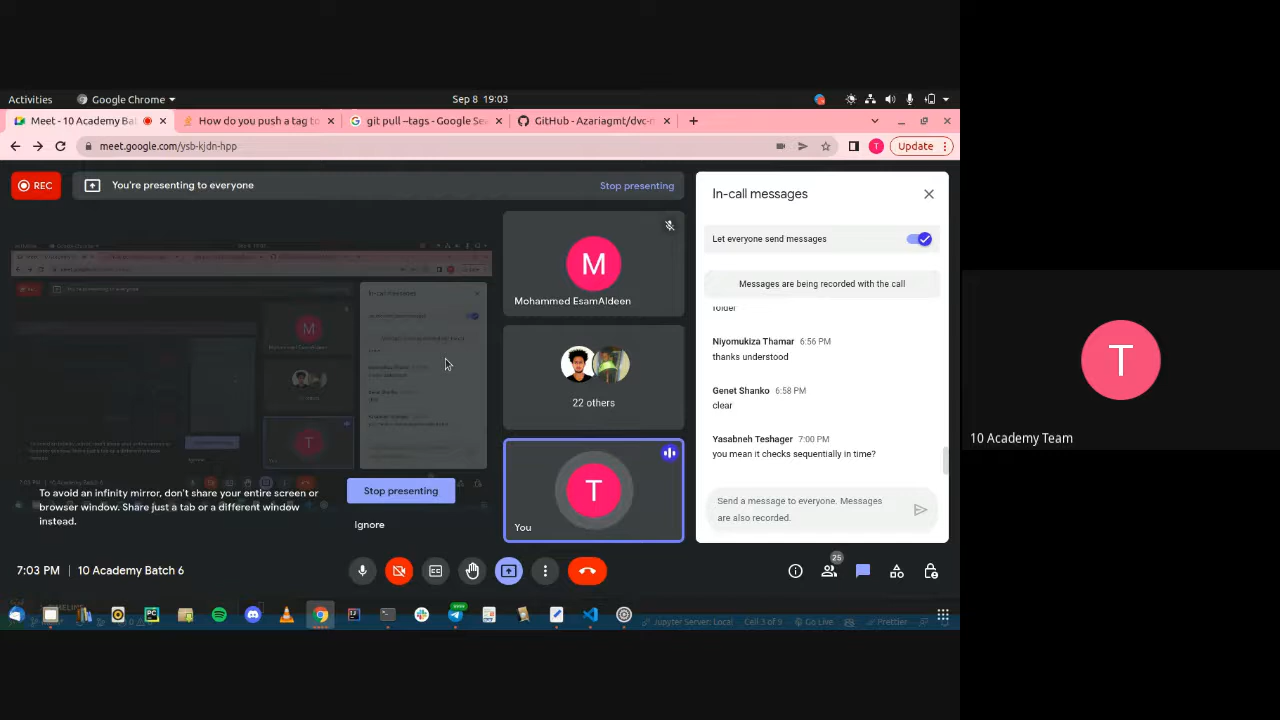 Activities
Google Chrome
Sep 8 19:03
Meet - 10 Academy Ba
How do you push a tag to
git pull --tags - Google Se
GitHub - Azariagmt/dvc-
meet.google.com/ysb-kjdn-hpp
Update
REC
You're presenting to everyone
Stop presenting
M
Mohammed EsamAldeen
22 others
T
You
To avoid an infinity mirror, don't share your entire screen or
browser window. Share just a tab or a different window
instead.
Stop presenting
Ignore
In-call messages
Let everyone send messages
Messages are being recorded with the call
folder
Niyomukiza Thamar 6:56 PM
thanks understood
Genet Shanko 6:58 PM
clear
Yasabneh Teshager 7:00 PM
you mean it checks sequentially in time?
Send a message to everyone. Messages
are also recorded.
7:03 PM | 10 Academy Batch 6
25
Jupyter Server: Local
Cell 3 of 9
Go Live
Prettier
T
10 Academy Team